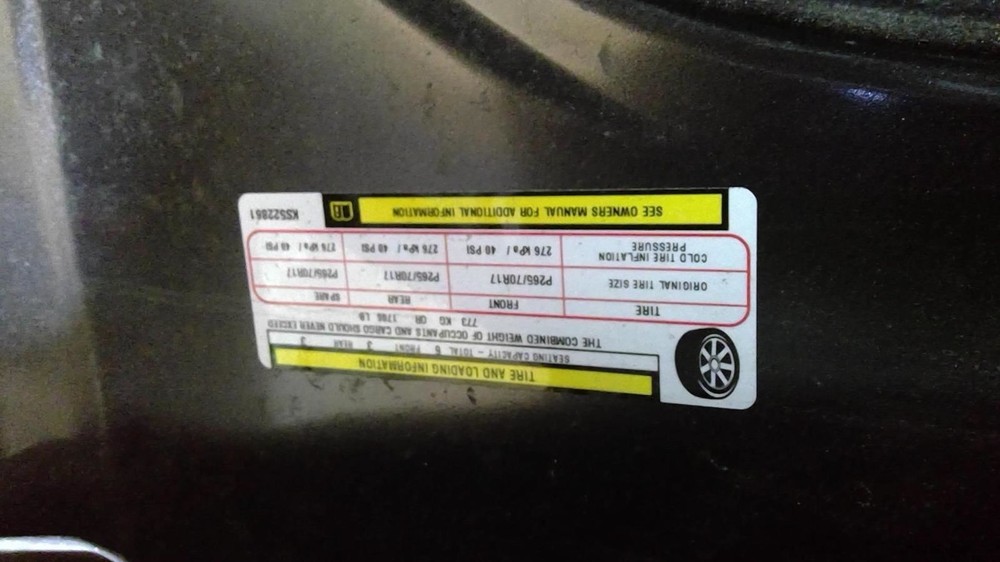 TIRE AND LOADING INFORMATION
SEATING CAPACITY – TOTAL 6 FRONT 3 REAR 3
THE COMBINED WEIGHT OF OCCUPANTS AND CARGO SHOULD NEVER EXCEED
773 KG OR 1705 LB
TIRE FRONT REAR SPARE
ORIGINAL TIRE SIZE P265/70R17 P265/70R17 P265/70R17
COLD TIRE INFLATION PRESSURE 276 kPa / 40 PSI 276 kPa / 40 PSI 276 kPa / 40 PSI
SEE OWNERS MANUAL FOR ADDITIONAL INFORMATION
KSS22861